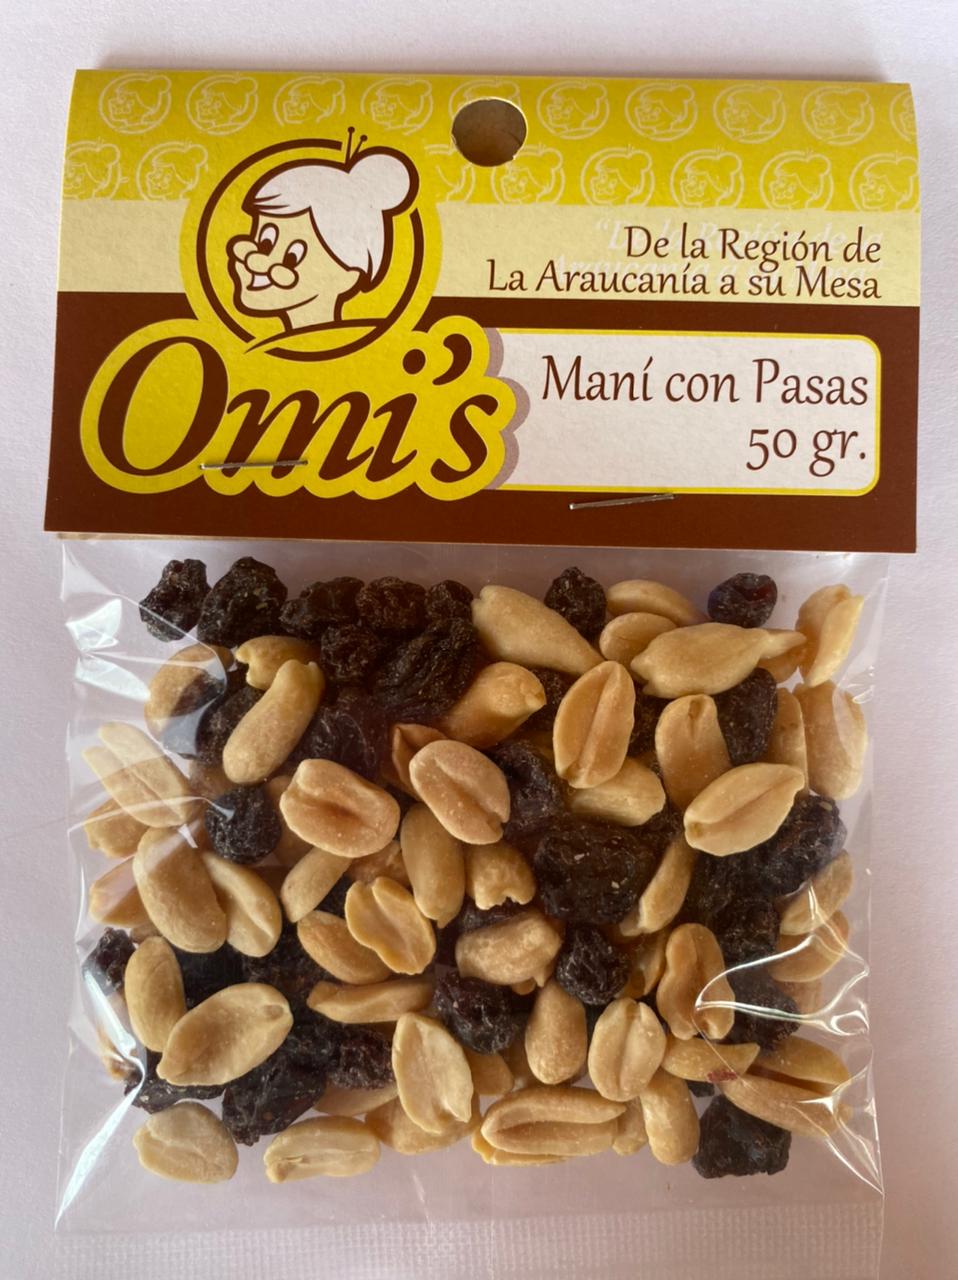 De la Región de
La Araucanía a su Mesa
Omi's
Maní con Pasas
50 gr.